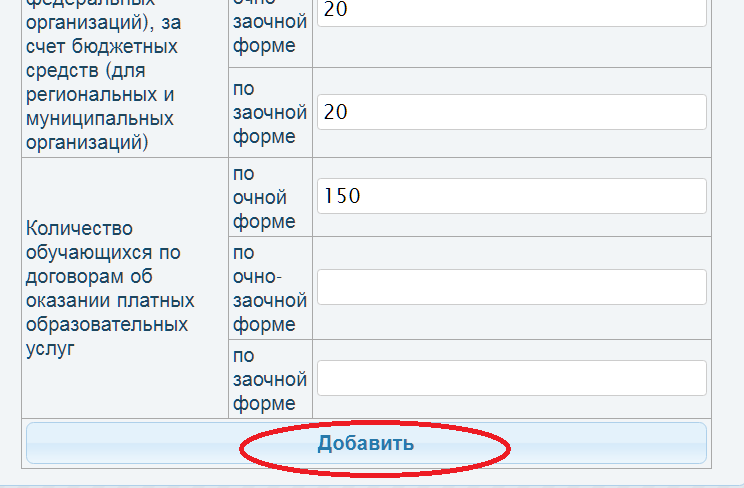 федеральных
организаций), за
счет бюджетных
средств (для
региональных и
муниципальных
организаций)
очно-
заочной
форме
20
по
заочной
форме
20
Количество
обучающихся по
договорам об
оказании платных
образовательных
услуг
по
очной
форме
150
по
очно-
заочной
форме
по
заочной
форме
Добавить